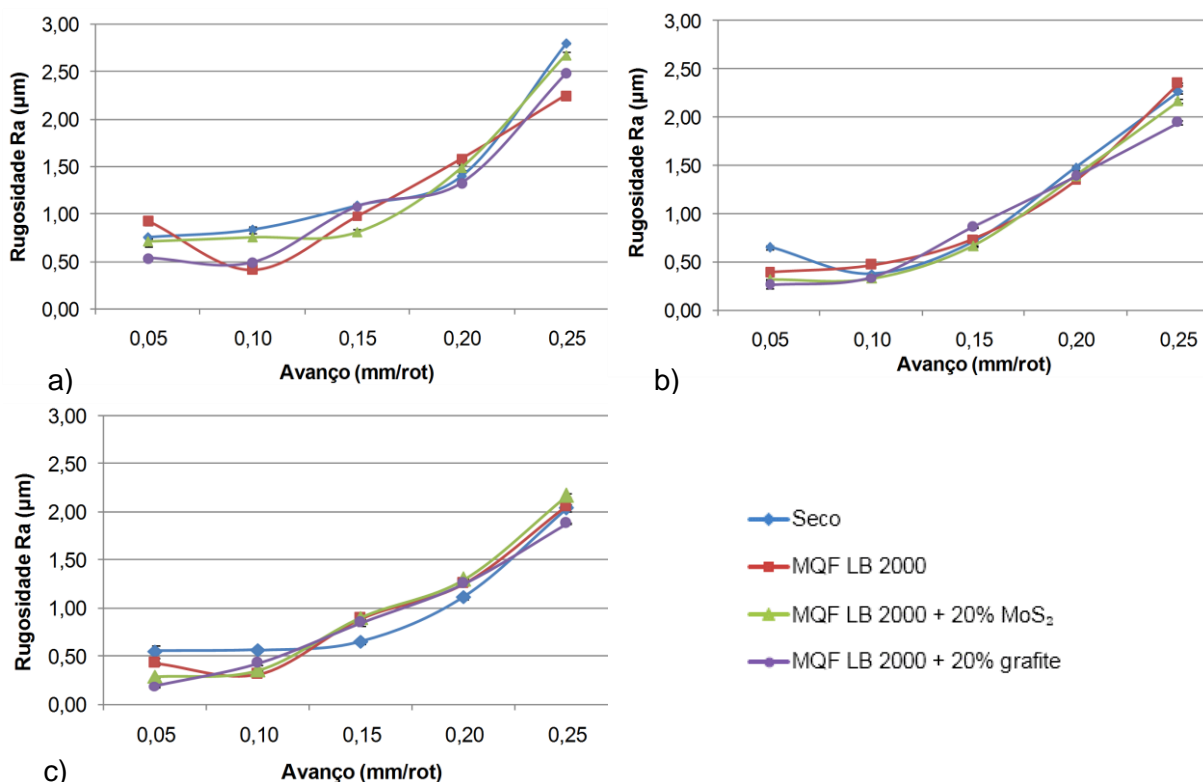 Rugosidade Ra (µm)
3,00
2,50
2,00
1,50
1,00
0,50
0,00
0,05 0,10 0,15 0,20 0,25
Avanço (mm/rot)
a)
Rugosidade Ra (µm)
3,00
2,50
2,00
1,50
1,00
0,50
0,00
0,05 0,10 0,15 0,20 0,25
Avanço (mm/rot)
b)
Rugosidade Ra (µm)
3,00
2,50
2,00
1,50
1,00
0,50
0,00
0,05 0,10 0,15 0,20 0,25
Avanço (mm/rot)
c)
Seco
MQF LB 2000
MQF LB 2000 + 20% MoS₂
MQF LB 2000 + 20% grafite